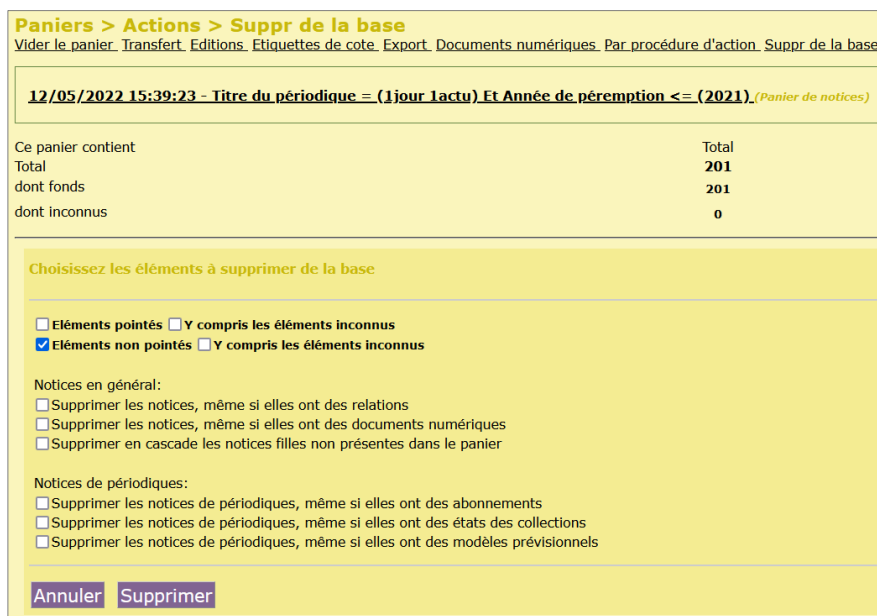 Paniers > Actions > Suppr de la base
Vider le panier Transfert Editions Etiquettes de cote Export Documents numériques Par procédure d'action Suppr de la base
12/05/2022 15:39:23 - Titre du périodique = (1jour 1actu) Et Année de péremption <= (2021) (Panier de notices)
Ce panier contient Total
Total 201
dont fonds 201
dont inconnus 0
Choisissez les éléments à supprimer de la base
Eléments pointés Y compris les éléments inconnus
Eléments non pointés Y compris les éléments inconnus
Notices en général:
Supprimer les notices, même si elles ont des relations
Supprimer les notices, même si elles ont des documents numériques
Supprimer en cascade les notices filles non présentes dans le panier
Notices de périodiques:
Supprimer les notices de périodiques, même si elles ont des abonnements
Supprimer les notices de périodiques, même si elles ont des états des collections
Supprimer les notices de périodiques, même si elles ont des modèles prévisionnels
Annuler Supprimer